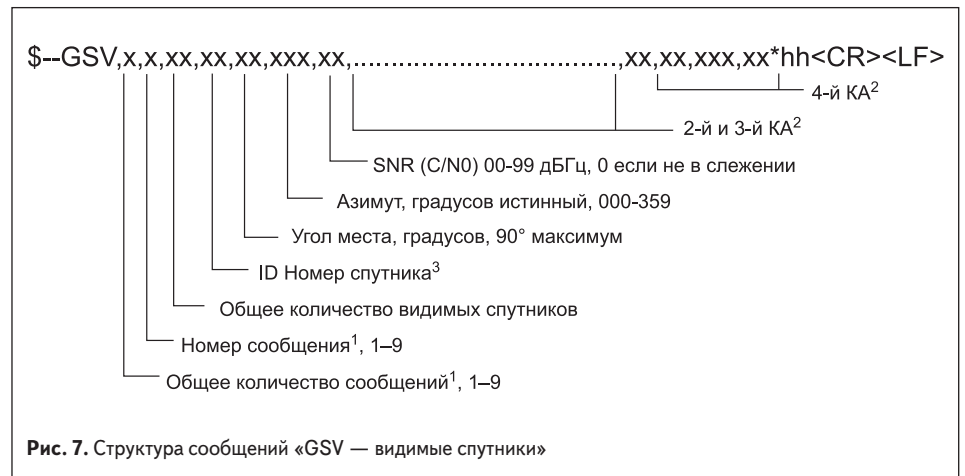 $--GSV,x,x,xx,xx,xx,xxx,xx,....................................,xx,xx,xxx,xx*hh<CR><LF>
4-й КА²
2-й и 3-й КА²
SNR (C/N0) 00-99 дБГц, 0 если не в слежении
Азимут, градусов истинный, 000-359
Угол места, градусов, 90° максимум
ID Номер спутника³
Общее количество видимых спутников
Номер сообщения¹, 1–9
Общее количество сообщений¹, 1–9
Рис. 7. Структура сообщений «GSV — видимые спутники»